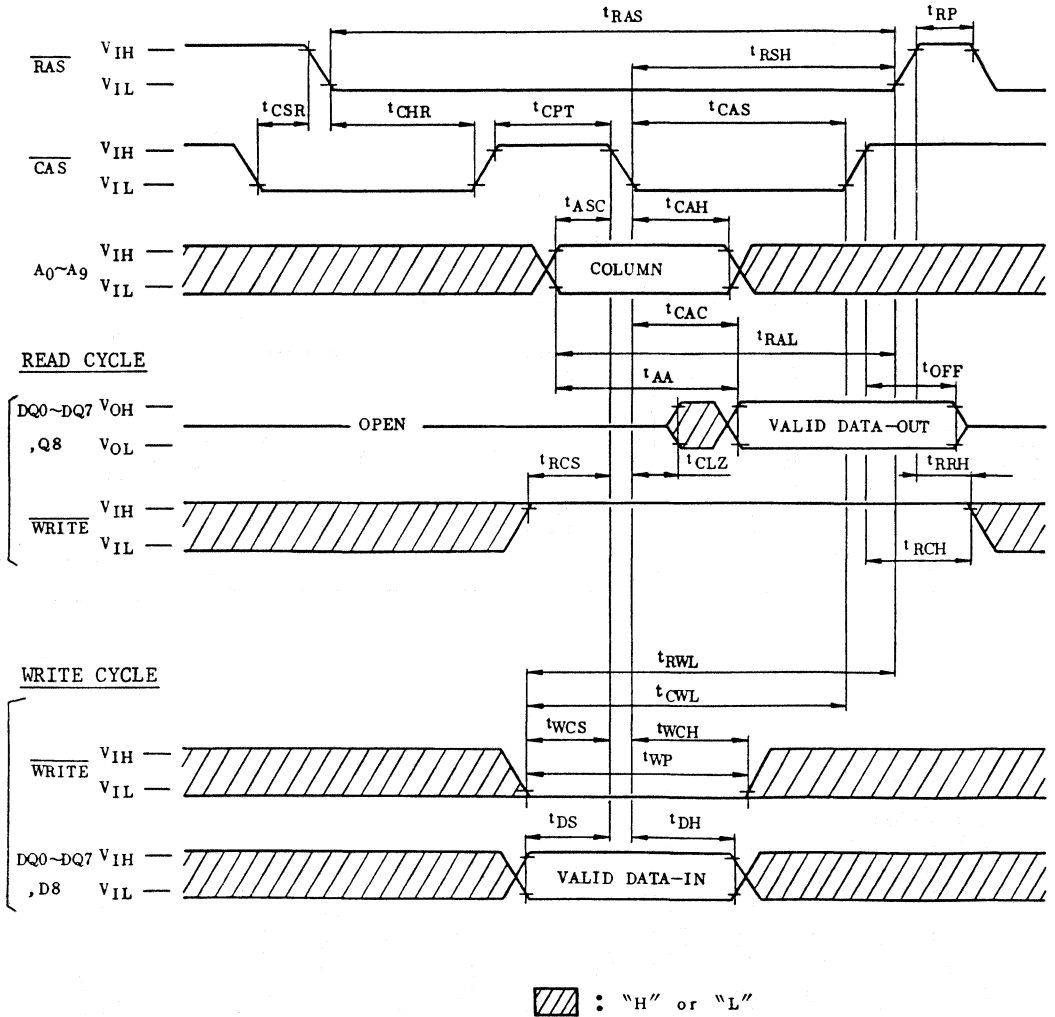 tRAS
tRP
RAS
VIH
VIL
tRSH
tCSR
tCHR
tCPT
tCAS
CAS
VIH
VIL
tASC
tCAH
A0~A9
VIH
VIL
COLUMN
tCAC
tRAL
READ CYCLE
tAA
tOFF
DQ0~DQ7
,Q8
VOH
VOL
OPEN
VALID DATA-OUT
tRCS
tCLZ
tRRH
WRITE
VIH
VIL
tRCH
WRITE CYCLE
tRWL
tCWL
tWCS
tWCH
WRITE
VIH
VIL
tWP
tDS
tDH
DQ0~DQ7
,D8
VIH
VIL
VALID DATA-IN
: "H" or "L"